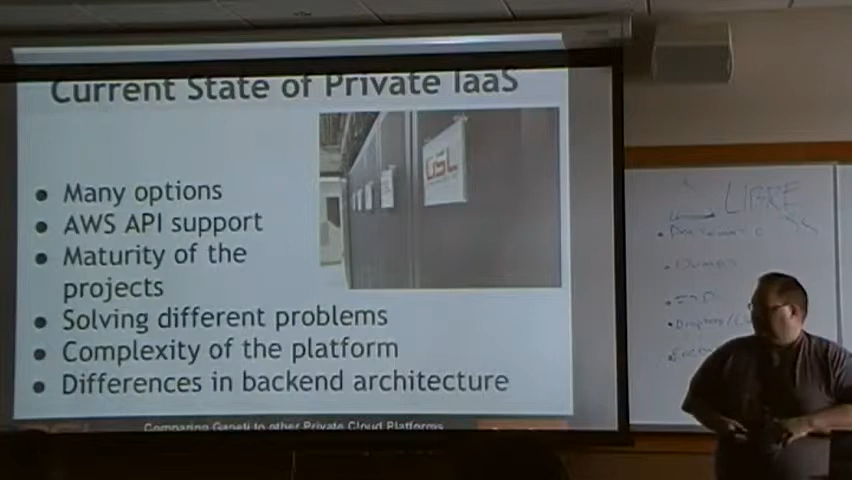 Current State of Private IaaS
OSL
• Many options
• AWS API support
• Maturity of the
projects
• Solving different problems
• Complexity of the platform
• Differences in backend architecture
Comparing Ganeti to other Private Cloud Platforms
LIBRE